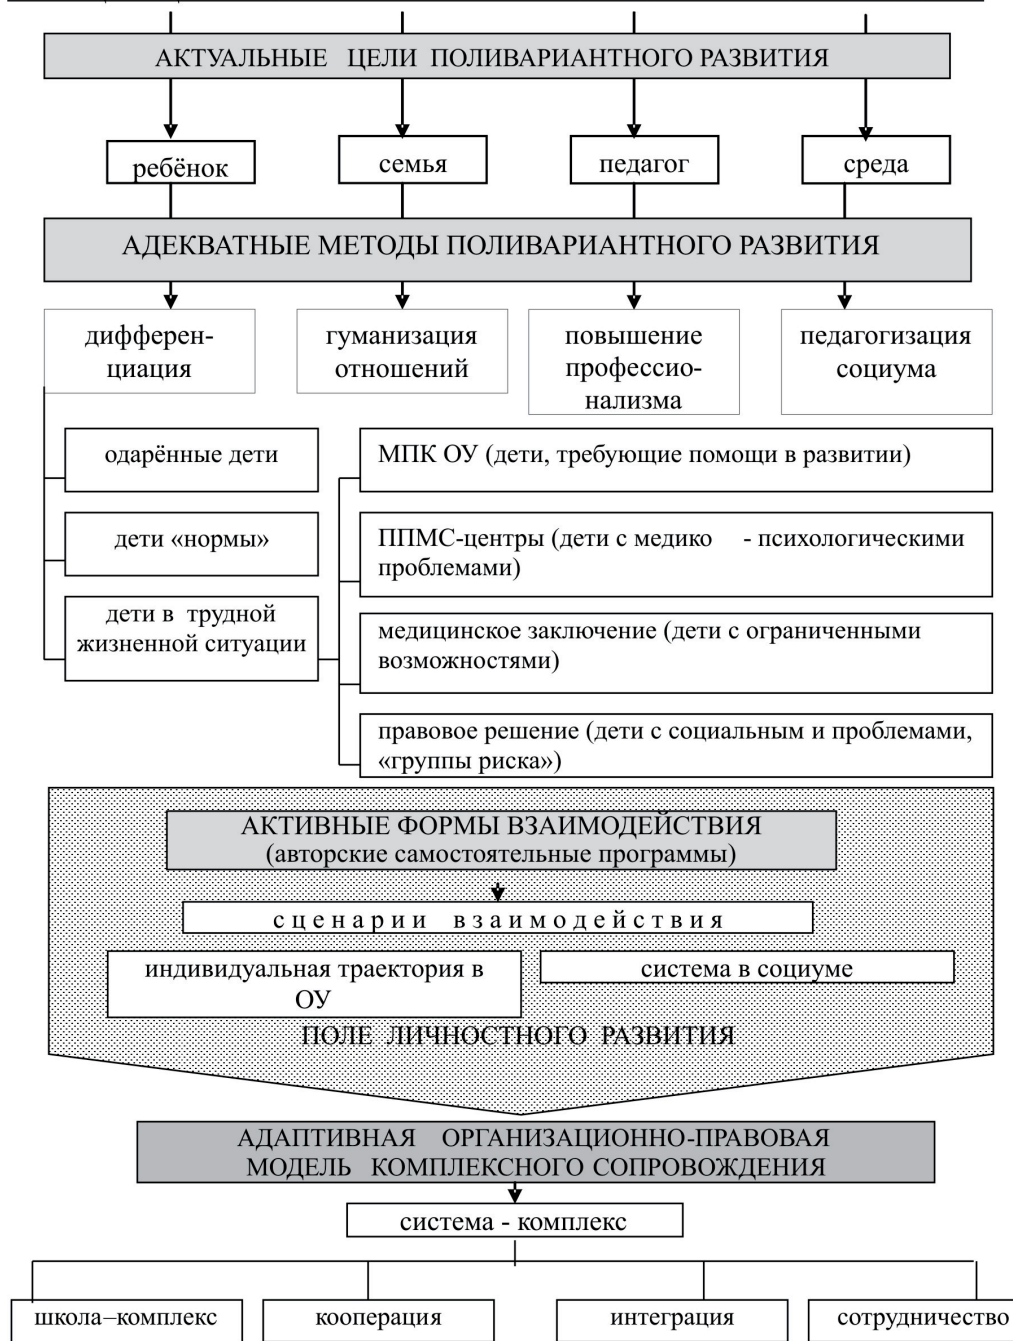 АКТУАЛЬНЫЕ ЦЕЛИ ПОЛИВАРИАНТНОГО РАЗВИТИЯ
ребёнок
семья
педагог
среда
АДЕКВАТНЫЕ МЕТОДЫ ПОЛИВАРИАНТНОГО РАЗВИТИЯ
дифферен-
циация
гуманизация
отношений
повышение
профессио-
нализма
педагогизация
социума
одарённые дети
дети «нормы»
дети в трудной
жизненной ситуации
МПК ОУ (дети, требующие помощи в развитии)
ППМС-центры (дети с медико - психологическими
проблемами)
медицинское заключение (дети с ограниченными
возможностями)
правовое решение (дети с социальным и проблемами,
«группы риска»)
АКТИВНЫЕ ФОРМЫ ВЗАИМОДЕЙСТВИЯ
(авторские самостоятельные программы)
сценарии взаимодействия
индивидуальная траектория в
ОУ
система в социуме
ПОЛЕ ЛИЧНОСТНОГО РАЗВИТИЯ
АДАПТИВНАЯ ОРГАНИЗАЦИОННО-ПРАВОВАЯ
МОДЕЛЬ КОМПЛЕКСНОГО СОПРОВОЖДЕНИЯ
система - комплекс
школа–комплекс
кооперация
интеграция
сотрудничество